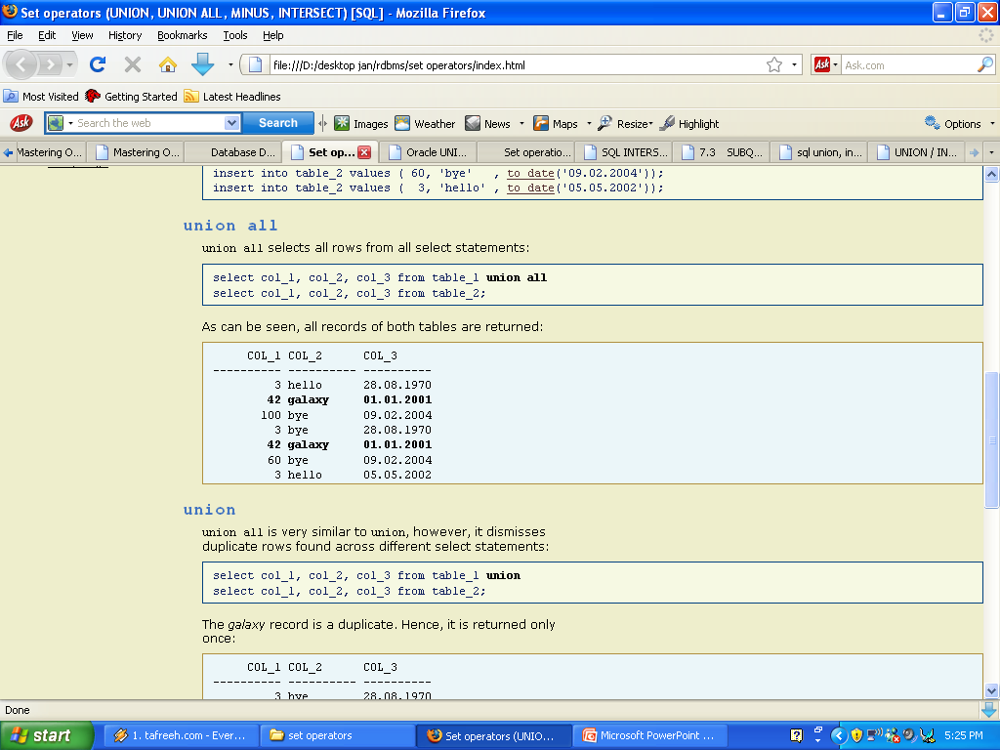 Set operators (UNION, UNION ALL, MINUS, INTERSECT) [SQL] - Mozilla Firefox
File Edit View History Bookmarks Tools Help
file:///D:/desktop jan/rdbms/set operators/index.html Ask Ask.com
Most Visited Getting Started Latest Headlines
Ask Search the web Search Images Weather News Maps Resize Highlight Options
Mastering O... Mastering O... Database D... Set op... Oracle UNI... Set operatio... SQL INTERS... 7.3 SUBQ... sql union, in... UNION / IN...
insert into table_2 values ( 60, 'bye' , to_date('09.02.2004'));
insert into table_2 values ( 3, 'hello' , to_date('05.05.2002'));
union all
union all selects all rows from all select statements:
select col_1, col_2, col_3 from table_1 union all
select col_1, col_2, col_3 from table_2;
As can be seen, all records of both tables are returned:
COL_1 COL_2 COL_3
---------- ---------- ----------
3 hello 28.08.1970
42 galaxy 01.01.2001
100 bye 09.02.2004
3 bye 28.08.1970
42 galaxy 01.01.2001
60 bye 09.02.2004
3 hello 05.05.2002
union
union all is very similar to union, however, it dismisses
duplicate rows found across different select statements:
select col_1, col_2, col_3 from table_1 union
select col_1, col_2, col_3 from table_2;
The galaxy record is a duplicate. Hence, it is returned only
once:
COL_1 COL_2 COL_3
---------- ---------- ----------
3 bye 28.08.1970
Done
start 1. tafreeh.com - Ever... set operators Set operators (UNIO... Microsoft PowerPoint ... 5:25 PM